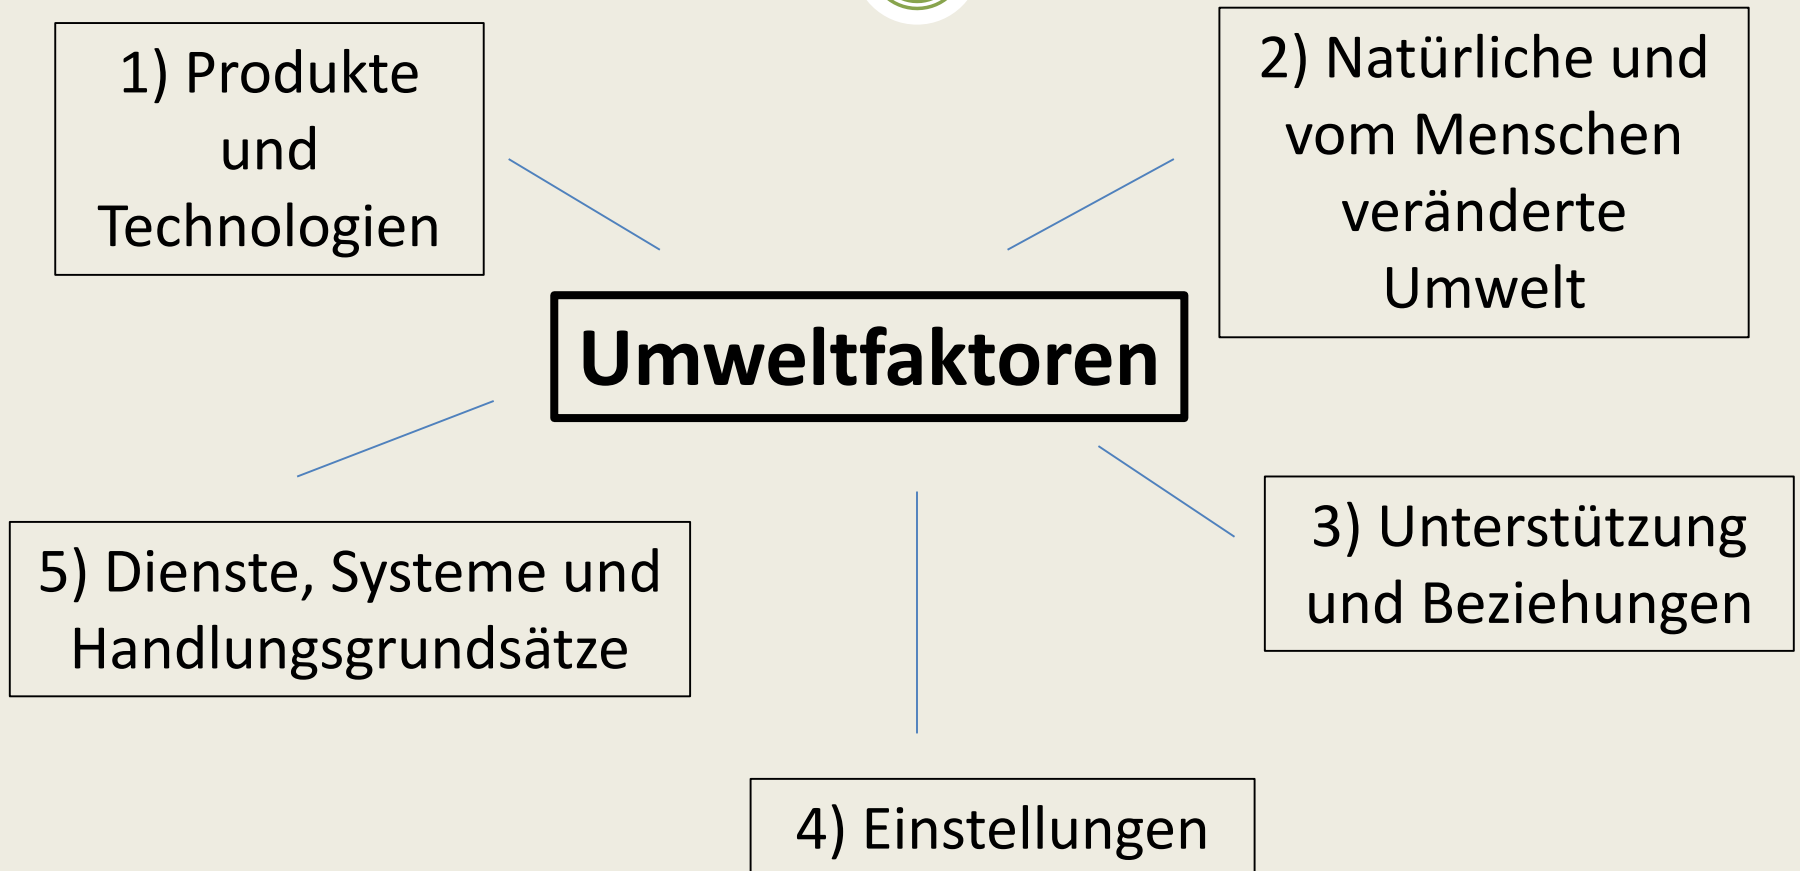 1) Produkte
und
Technologien
2) Natürliche und
vom Menschen
veränderte
Umwelt
Umweltfaktoren
3) Unterstützung
und Beziehungen
5) Dienste, Systeme und
Handlungsgrundsätze
4) Einstellungen